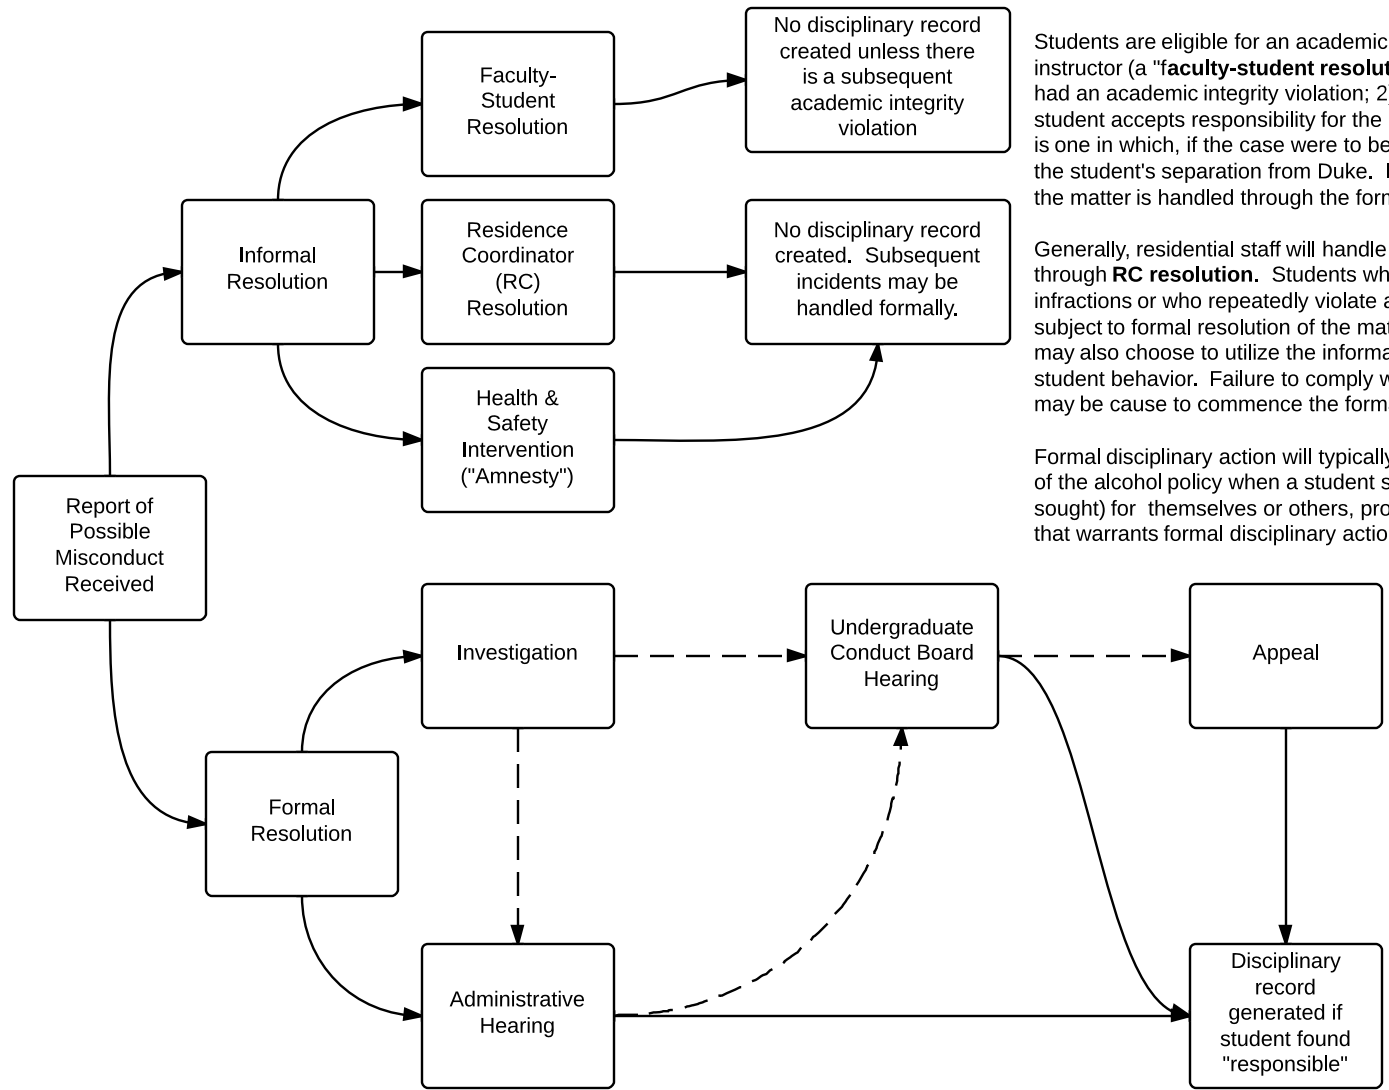 No disciplinary record
created unless there
is a subsequent
academic integrity
violation
Faculty-
Student
Resolution
Students are eligible for an academic
instructor (a "faculty-student resolut
had an academic integrity violation; 2)
student accepts responsibility for the
is one in which, if the case were to be
the student's separation from Duke.
the matter is handled through the forn
Informal
Resolution
Residence
Coordinator
(RC)
Resolution
No disciplinary record
created. Subsequent
incidents may be
handled formally.
Generally, residential staff will handle
through RC resolution. Students wh
infractions or who repeatedly violate a
subject to formal resolution of the mat
may also choose to utilize the informa
student behavior. Failure to comply w
may be cause to commence the form
Health &
Safety
Intervention
("Amnesty")
Formal disciplinary action will typically
of the alcohol policy when a student s
sought) for themselves or others, pro
that warrants formal disciplinary actio
Report of
Possible
Misconduct
Received
Investigation
Undergraduate
Conduct Board
Hearing
Appeal
Formal
Resolution
Administrative
Hearing
Disciplinary
record
generated if
student found
"responsible"